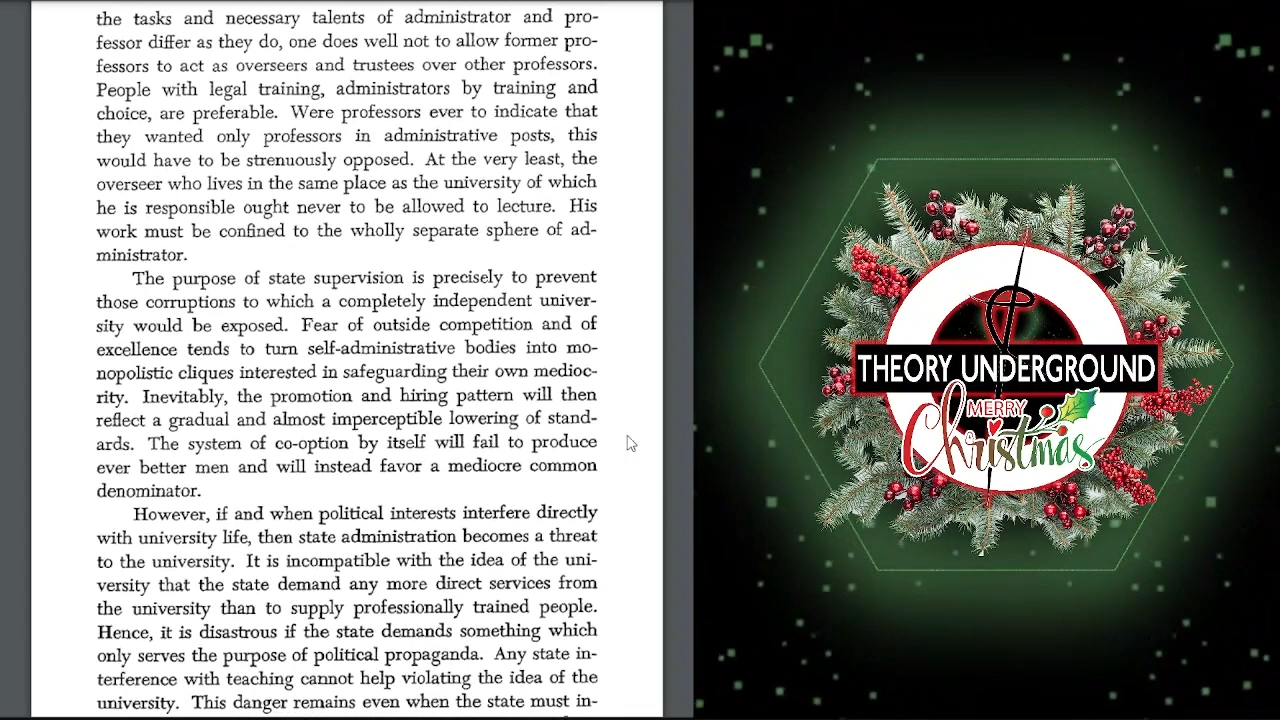 the tasks and necessary talents of administrator and pro-
fessor differ as they do, one does well not to allow former pro-
fessors to act as overseers and trustees over other professors.
People with legal training, administrators by training and
choice, are preferable. Were professors ever to indicate that
they wanted only professors in administrative posts, this
would have to be strenuously opposed. At the very least, the
overseer who lives in the same place as the university of which
he is responsible ought never to be allowed to lecture. His
work must be confined to the wholly separate sphere of ad-
ministrator.
The purpose of state supervision is precisely to prevent
those corruptions to which a completely independent univer-
sity would be exposed. Fear of outside competition and of
excellence tends to turn self-administrative bodies into mo-
nopolistic cliques interested in safeguarding their own medioc-
rity. Inevitably, the promotion and hiring pattern will then
reflect a gradual and almost imperceptible lowering of stand-
ards. The system of co-option by itself will fail to produce
ever better men and will instead favor a mediocre common
denominator.
However, if and when political interests interfere directly
with university life, then state administration becomes a threat
to the university. It is incompatible with the idea of the uni-
versity that the state demand any more direct services from
the university than to supply professionally trained people.
Hence, it is disastrous if the state demands something which
only serves the purpose of political propaganda. Any state in-
terference with teaching cannot help violating the idea of the
university. This danger remains even when the state must in-
THEORY UNDERGROUND
MERRY
Christmas